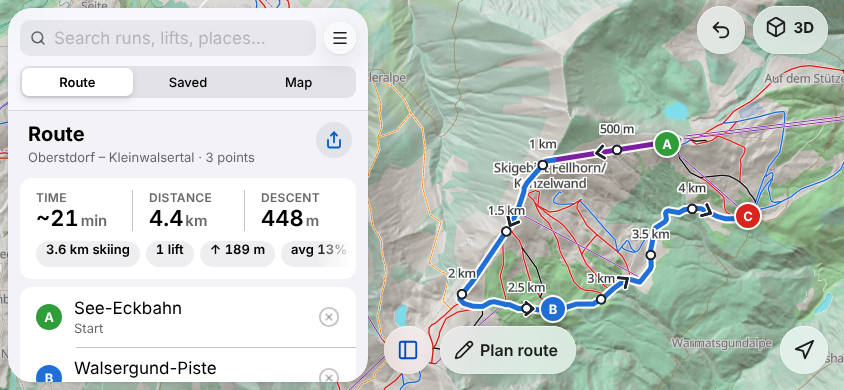 Seite
Search runs, lifts, places...
Route
Saved
Map
Route
Oberstdorf – Kleinwalsertal · 3 points
TIME
~21 min
DISTANCE
4.4 km
DESCENT
448 m
3.6 km skiing
1 lift
↑ 189 m
avg 13%
A
See-Eckbahn
Start
B
Walsergund-Piste
3D
Auf dem Stütze
500 m
1 km
A
Skigebiet Fellhorn/
Kanzelwand
4 km
C
1.5 km
3.5 km
2 km
2.5 km
3 km
B
Plan route
Warmatsgundalpe